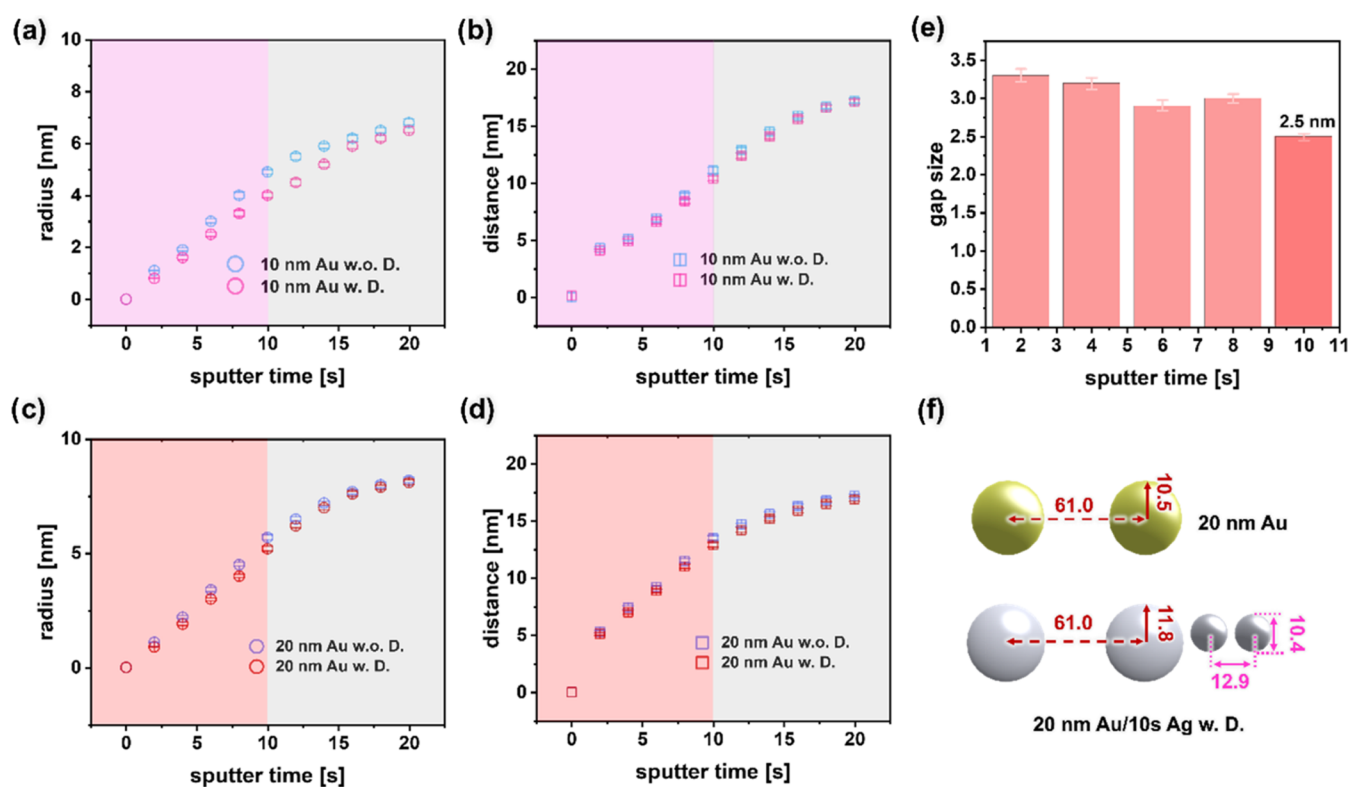 (a)
10
8
6
4
2
0
radius [nm]
10 nm Au w.o. D.
10 nm Au w. D.
0
5
10
15
20
sputter time [s]
(b)
20
15
10
5
0
distance [nm]
10 nm Au w.o. D.
10 nm Au w. D.
0
5
10
15
20
sputter time [s]
(e)
3.5
3.0
2.5
2.0
1.5
1.0
0.5
0.0
gap size
2.5 nm
1 2 3 4 5 6 7 8 9 10 11
sputter time [s]
(c)
10
5
0
radius [nm]
20 nm Au w.o. D.
20 nm Au w. D.
0
5
10
15
20
sputter time [s]
(d)
20
15
10
5
0
distance [nm]
20 nm Au w.o. D.
20 nm Au w. D.
0
5
10
15
20
sputter time [s]
(f)
61.0
10.5
20 nm Au
61.0
11.8
10.4
12.9
20 nm Au/10s Ag w. D.